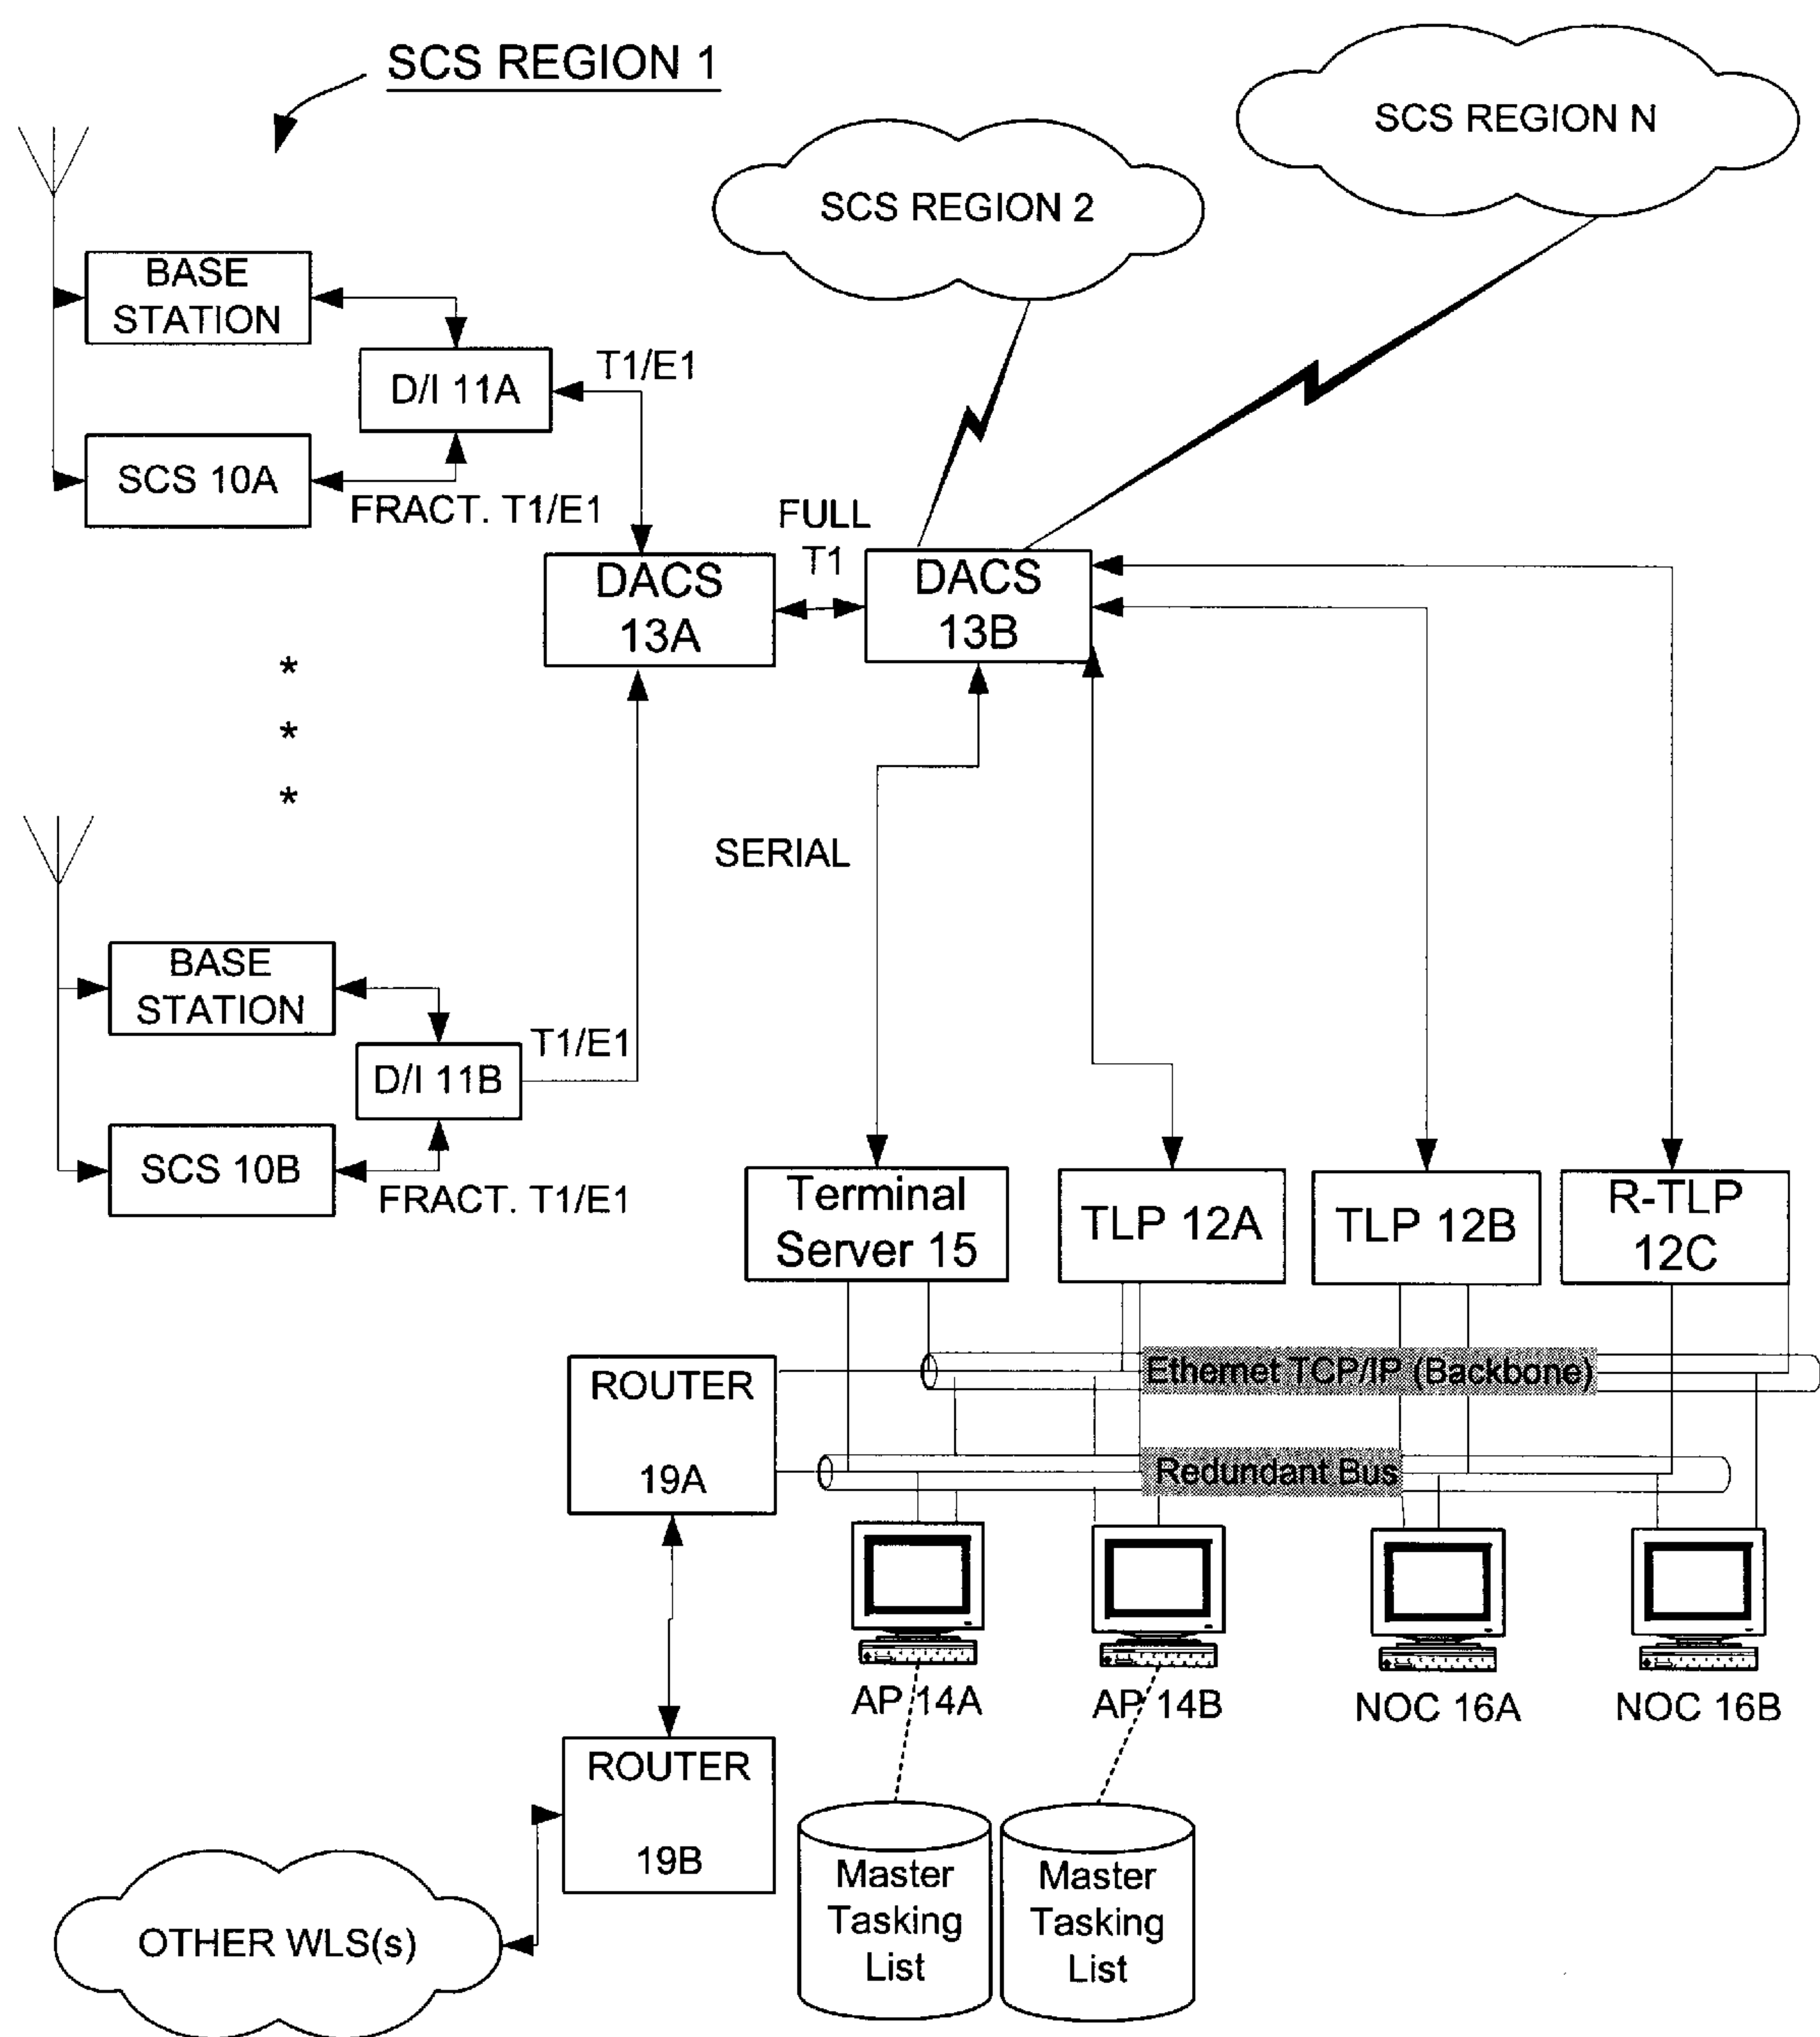 SCS REGION 1
SCS REGION N
SCS REGION 2
BASE
STATION
D/I 11A
T1/E1
SCS 10A
FRACT. T1/E1
FULL
T1
DACS
13A
DACS
13B
*
*
*
SERIAL
BASE
STATION
D/I 11B
T1/E1
SCS 10B
FRACT. T1/E1
Terminal
Server 15
TLP 12A
TLP 12B
R-TLP
12C
ROUTER
19A
Ethernet TCP/IP (Backbone)
Redundant Bus
AP 14A
AP 14B
NOC 16A
NOC 16B
ROUTER
19B
OTHER WLS(s)
Master
Tasking
List
Master
Tasking
List